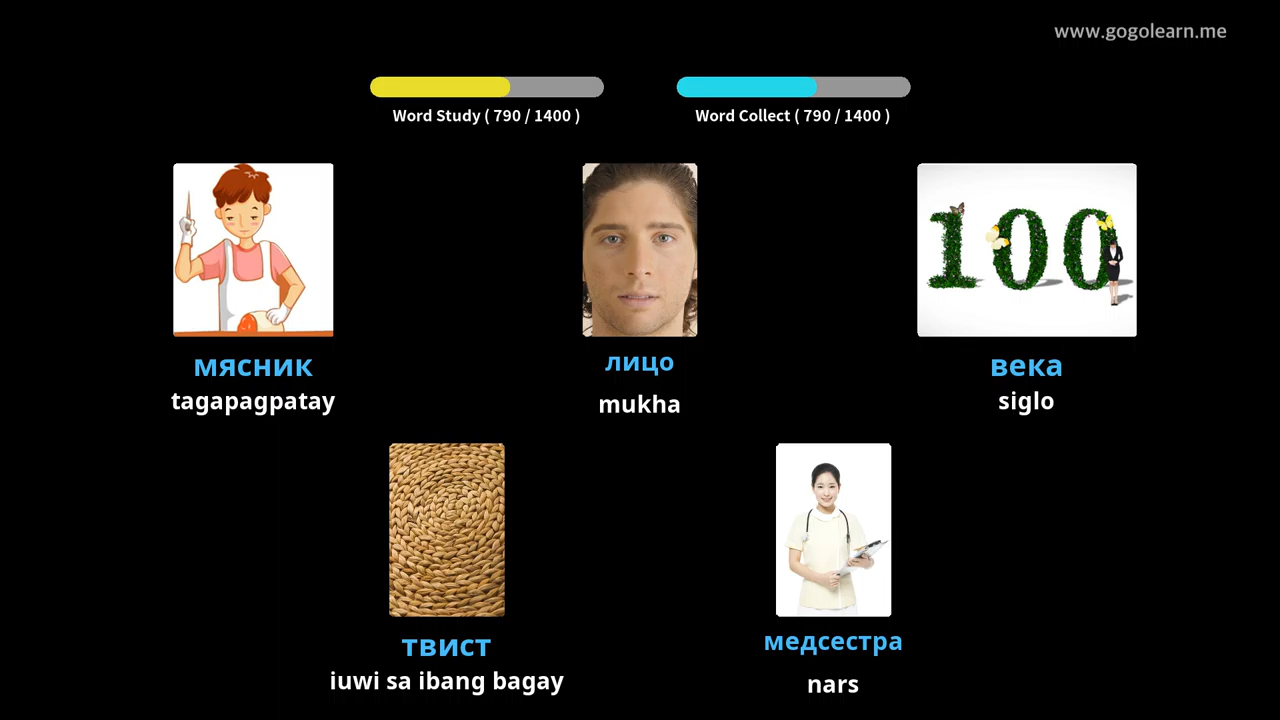 www.gogolearn.me
Word Study ( 790 / 1400 )
Word Collect ( 790 / 1400 )
мясник
tagapagpatay
лицо
mukha
100
века
siglo
твист
iuwi sa ibang bagay
медсестра
nars